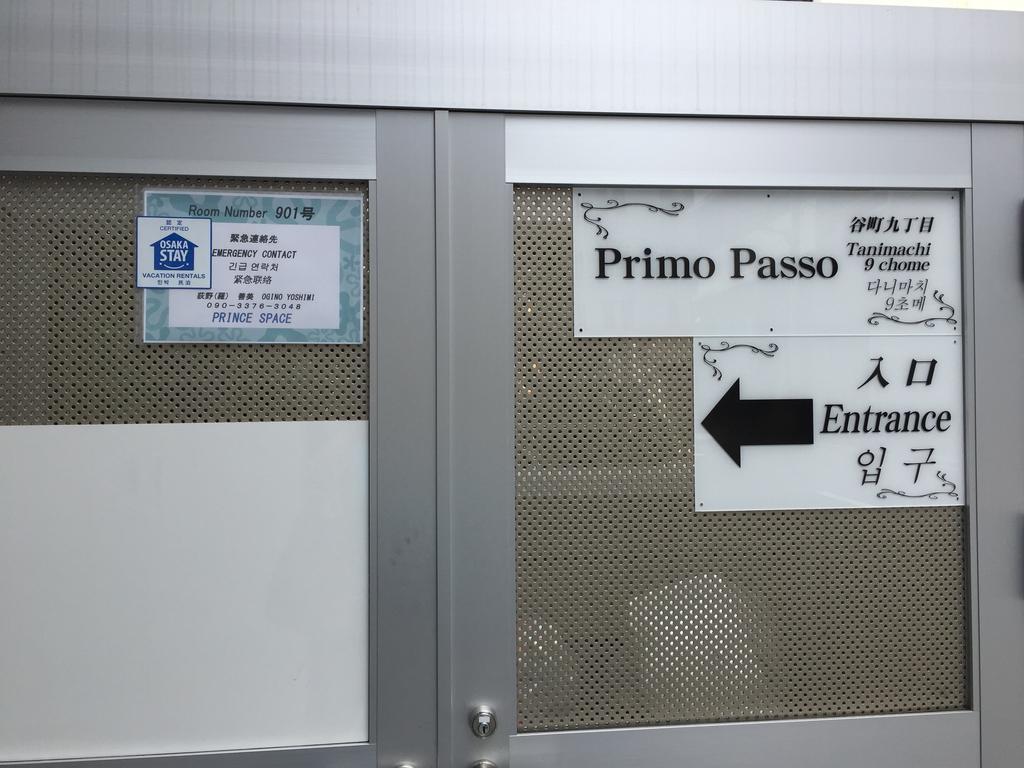 Room Number 901号
緊急連絡先
EMERGENCY CONTACT
긴급 연락처
紧急联络
荻野(羅) 善美 OGINO YOSHIMI
090-3376-3048
PRINCE SPACE
認定
CERTIFIED
OSAKA
STAY
VACATION RENTALS
민박 民泊
Primo Passo
谷町九丁目
Tanimachi
9 chome
다니마치
9초메
入口
Entrance
입구